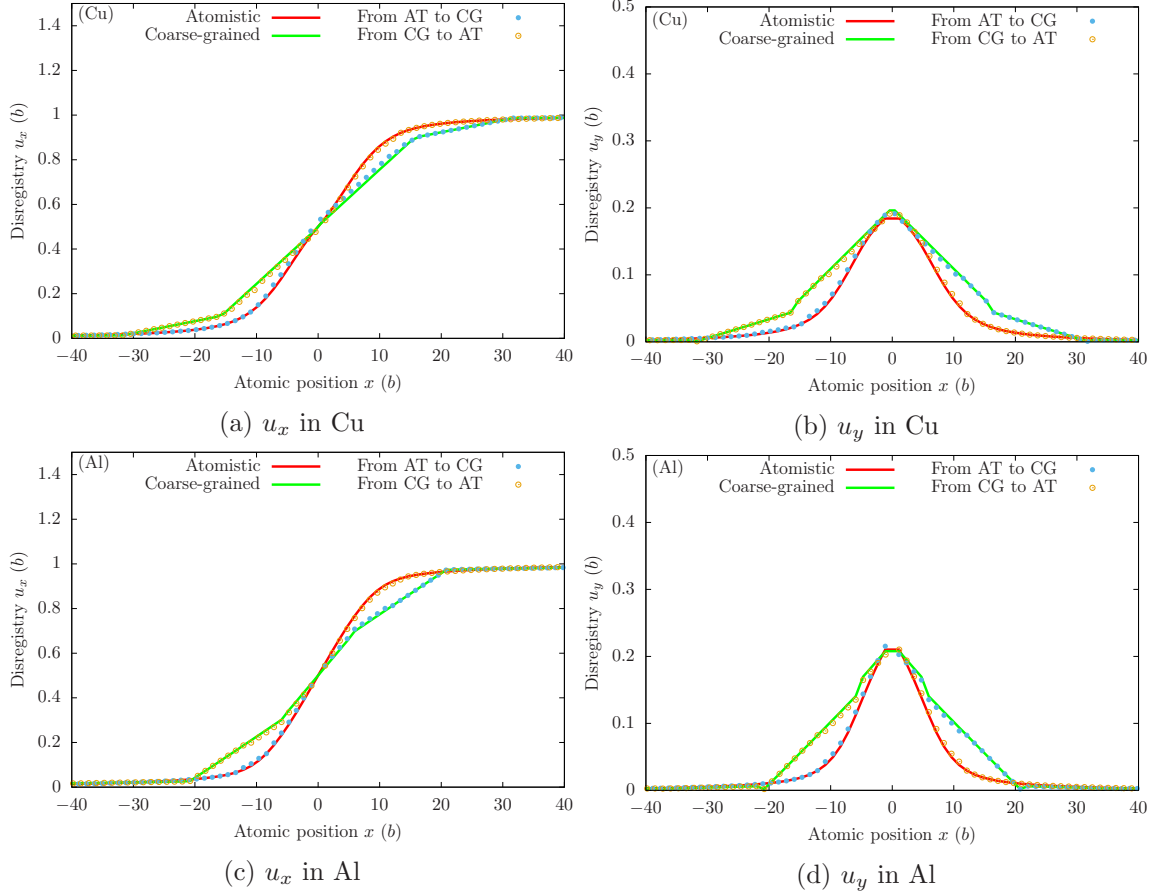 (Cu)
Atomistic
Coarse-grained
From AT to CG
From CG to AT
Disregistry u_x (b)
1.4
1.2
1
0.8
0.6
0.4
0.2
0
−40 −30 −20 −10 0 10 20 30 40
Atomic position x (b)
(a) u_x in Cu
(Cu)
Atomistic
Coarse-grained
From AT to CG
From CG to AT
Disregistry u_y (b)
0.5
0.4
0.3
0.2
0.1
0
−40 −30 −20 −10 0 10 20 30 40
Atomic position x (b)
(b) u_y in Cu
(Al)
Atomistic
Coarse-grained
From AT to CG
From CG to AT
Disregistry u_x (b)
1.4
1.2
1
0.8
0.6
0.4
0.2
0
−40 −30 −20 −10 0 10 20 30 40
Atomic position x (b)
(c) u_x in Al
(Al)
Atomistic
Coarse-grained
From AT to CG
From CG to AT
Disregistry u_y (b)
0.5
0.4
0.3
0.2
0.1
0
−40 −30 −20 −10 0 10 20 30 40
Atomic position x (b)
(d) u_y in Al